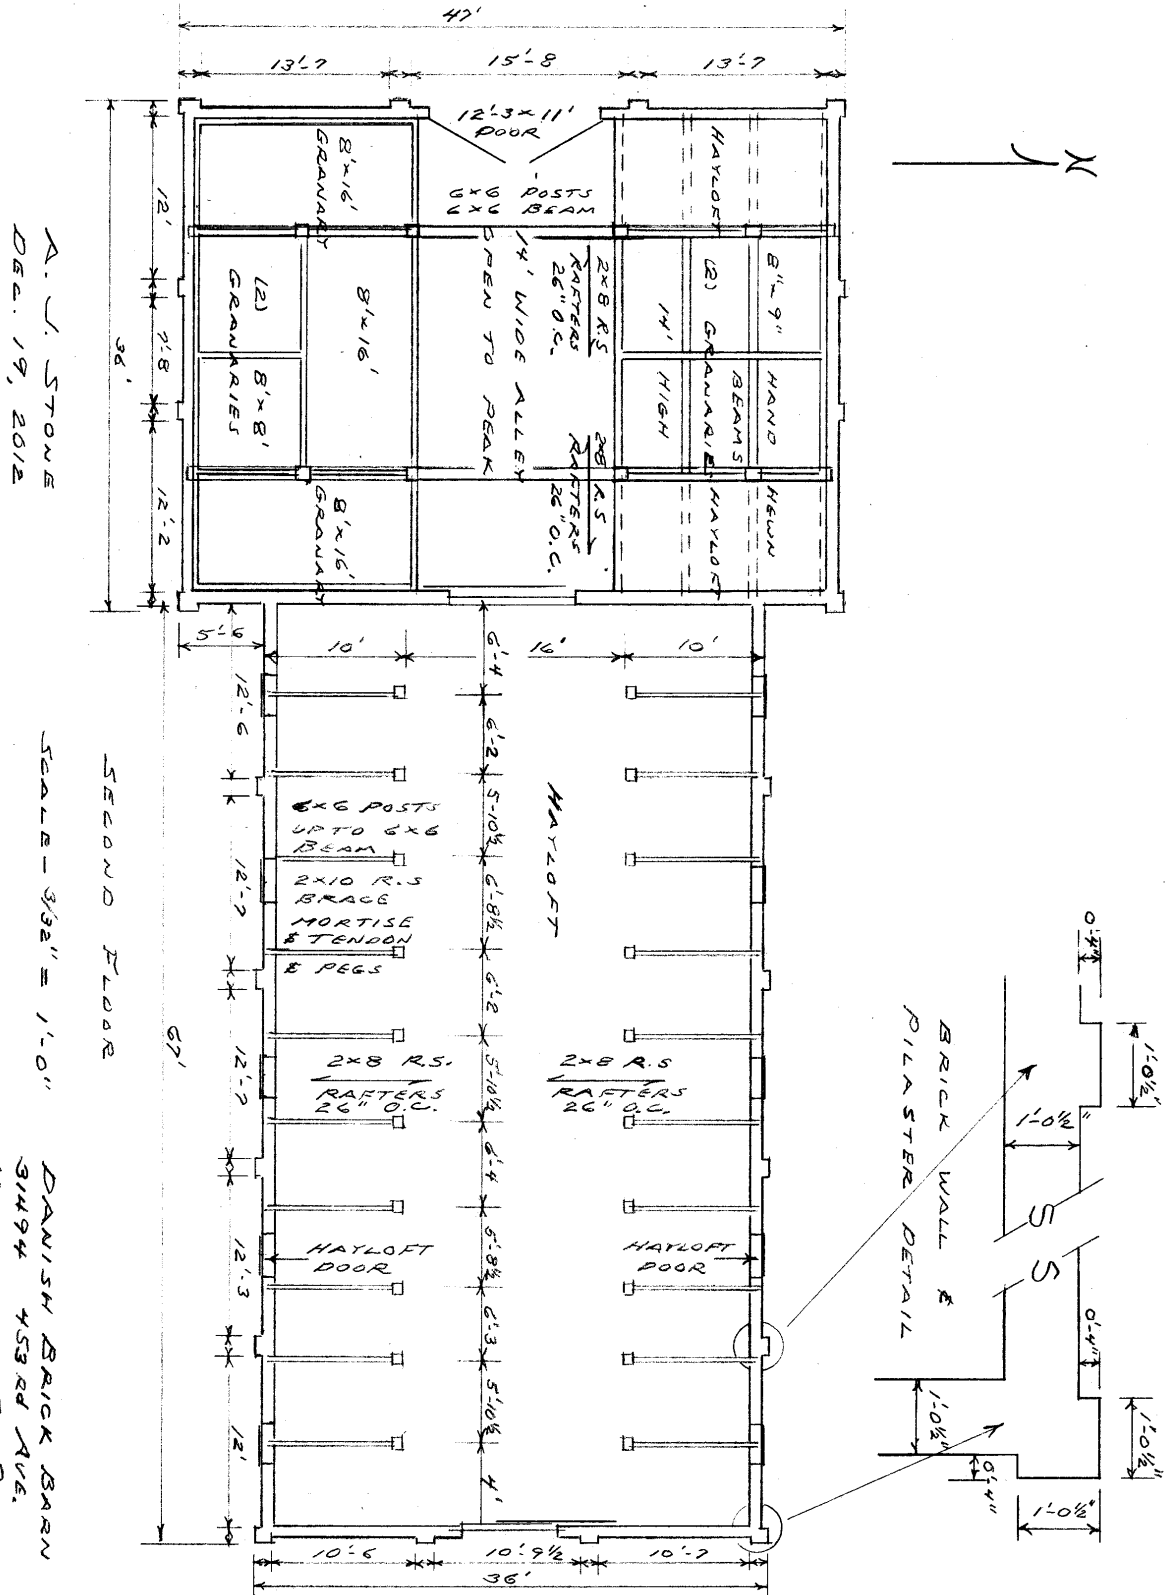 47'
13'-7
15'-8
13'-7
12'-3 x 11'
DOOR
N
8' x 16'
GRANARY
HAYLOFT
6x6 POSTS
6x6 BEAM
12'
7'-8
12'-2
36'
(2) 8' x 8'
GRANARIES
8' x 16'
14' WIDE ALLEY
OPEN TO PEAK
2x8 R.S
RAFTERS
26" O.C.
2x8 R.S
RAFTERS
26" O.C.
8" x 9" HAND HEWN
BEAMS
(2) GRANARIES
14' HIGH
HAYLOFT
8' x 16'
GRANARY
A. J. STONE
DEC. 19, 2012
5'-6
10'
16'
10'
6'-4
6'-2
5'-10½
6'-8½
6'-2
5'-10½
6'-4
5'-8½
6'-3
5'-10½
4'
12'-6
12'-7
12'-7
12'-3
12'
67'
HAYLOFT
6x6 POSTS
UP TO 6x6
BEAM
2x10 R.S
BRACE
MORTISE
& TENDON
& PEGS
2x8 R.S.
RAFTERS
26" O.C.
2x8 R.S
RAFTERS
26" O.C.
HAYLOFT
DOOR
HAYLOFT
DOOR
10'-6
10'-9½
10'-7
36'
0'-4"
1'-0½"
1'-0½"
S
S
0'-4"
1'-0½"
1'-0½"
0'-4"
1'-0½"
BRICK WALL &
PILASTER DETAIL
SECOND FLOOR
SCALE - 3/32" = 1'-0"
DANISH BRICK BARN
31494 453RD AVE.